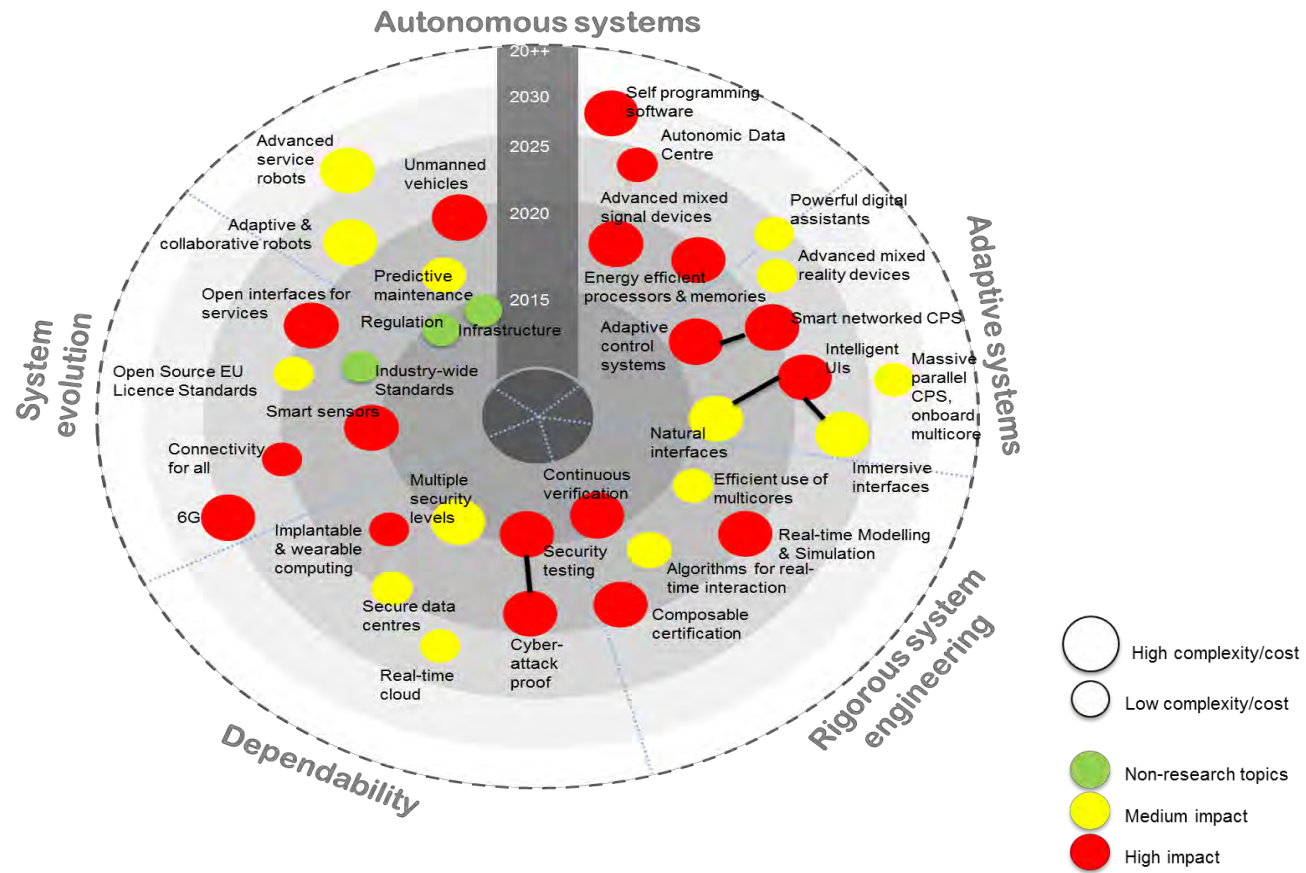 Autonomous systems
20++
2030
2025
2020
2015
Self programming
software
Autonomic Data
Centre
Advanced mixed
signal devices
Energy efficient
processors & memories
Powerful digital
assistants
Advanced mixed
reality devices
Adaptive systems
Adaptive
control
systems
Smart networked CPS
Intelligent
UIs
Massive
parallel
CPS,
onboard
multicore
Natural
interfaces
Immersive
interfaces
Efficient use of
multicores
Real-time Modelling
& Simulation
Algorithms for real-
time interaction
Composable
certification
Continuous
verification
Rigorous system
engineering
Security
testing
Cyber-
attack
proof
Multiple
security
levels
Implantable
& wearable
computing
Secure data
centres
Real-time
cloud
Dependability
6G
Connectivity
for all
Smart sensors
Open Source EU
Licence Standards
Industry-wide
Standards
Open interfaces for
services
System
evolution
Regulation
Infrastructure
Predictive
maintenance
Adaptive &
collaborative robots
Advanced
service
robots
Unmanned
vehicles
High complexity/cost
Low complexity/cost
Non-research topics
Medium impact
High impact